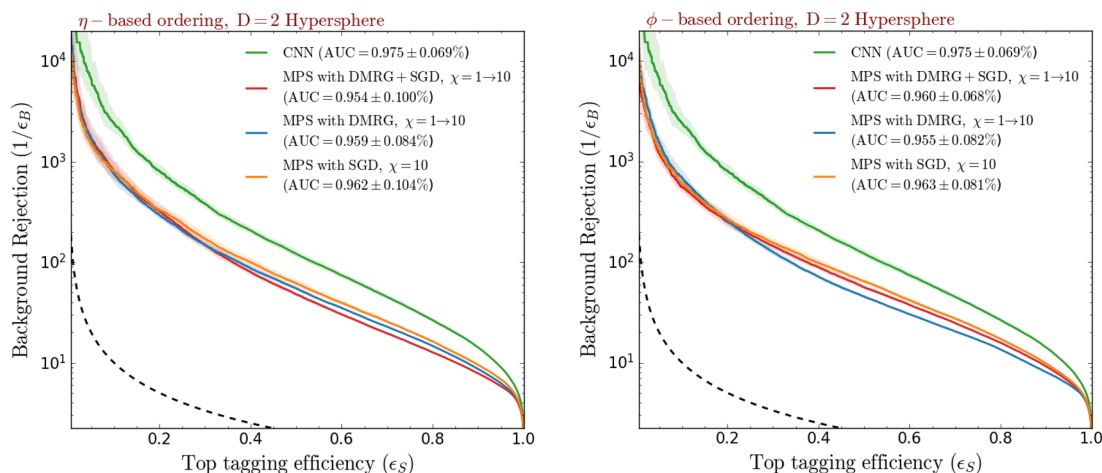 η − based ordering, D = 2 Hypersphere
CNN (AUC = 0.975 ± 0.069%)
MPS with DMRG + SGD, χ = 1→10
(AUC = 0.954 ± 0.100%)
MPS with DMRG, χ = 1→10
(AUC = 0.959 ± 0.084%)
MPS with SGD, χ = 10
(AUC = 0.962 ± 0.104%)
Background Rejection (1/ϵ_B)
10⁴
10³
10²
10¹
0.2 0.4 0.6 0.8 1.0
Top tagging efficiency (ϵ_S)
ϕ − based ordering, D = 2 Hypersphere
CNN (AUC = 0.975 ± 0.069%)
MPS with DMRG + SGD, χ = 1→10
(AUC = 0.960 ± 0.068%)
MPS with DMRG, χ = 1→10
(AUC = 0.955 ± 0.082%)
MPS with SGD, χ = 10
(AUC = 0.963 ± 0.081%)
Background Rejection (1/ϵ_B)
10⁴
10³
10²
10¹
0.2 0.4 0.6 0.8 1.0
Top tagging efficiency (ϵ_S)